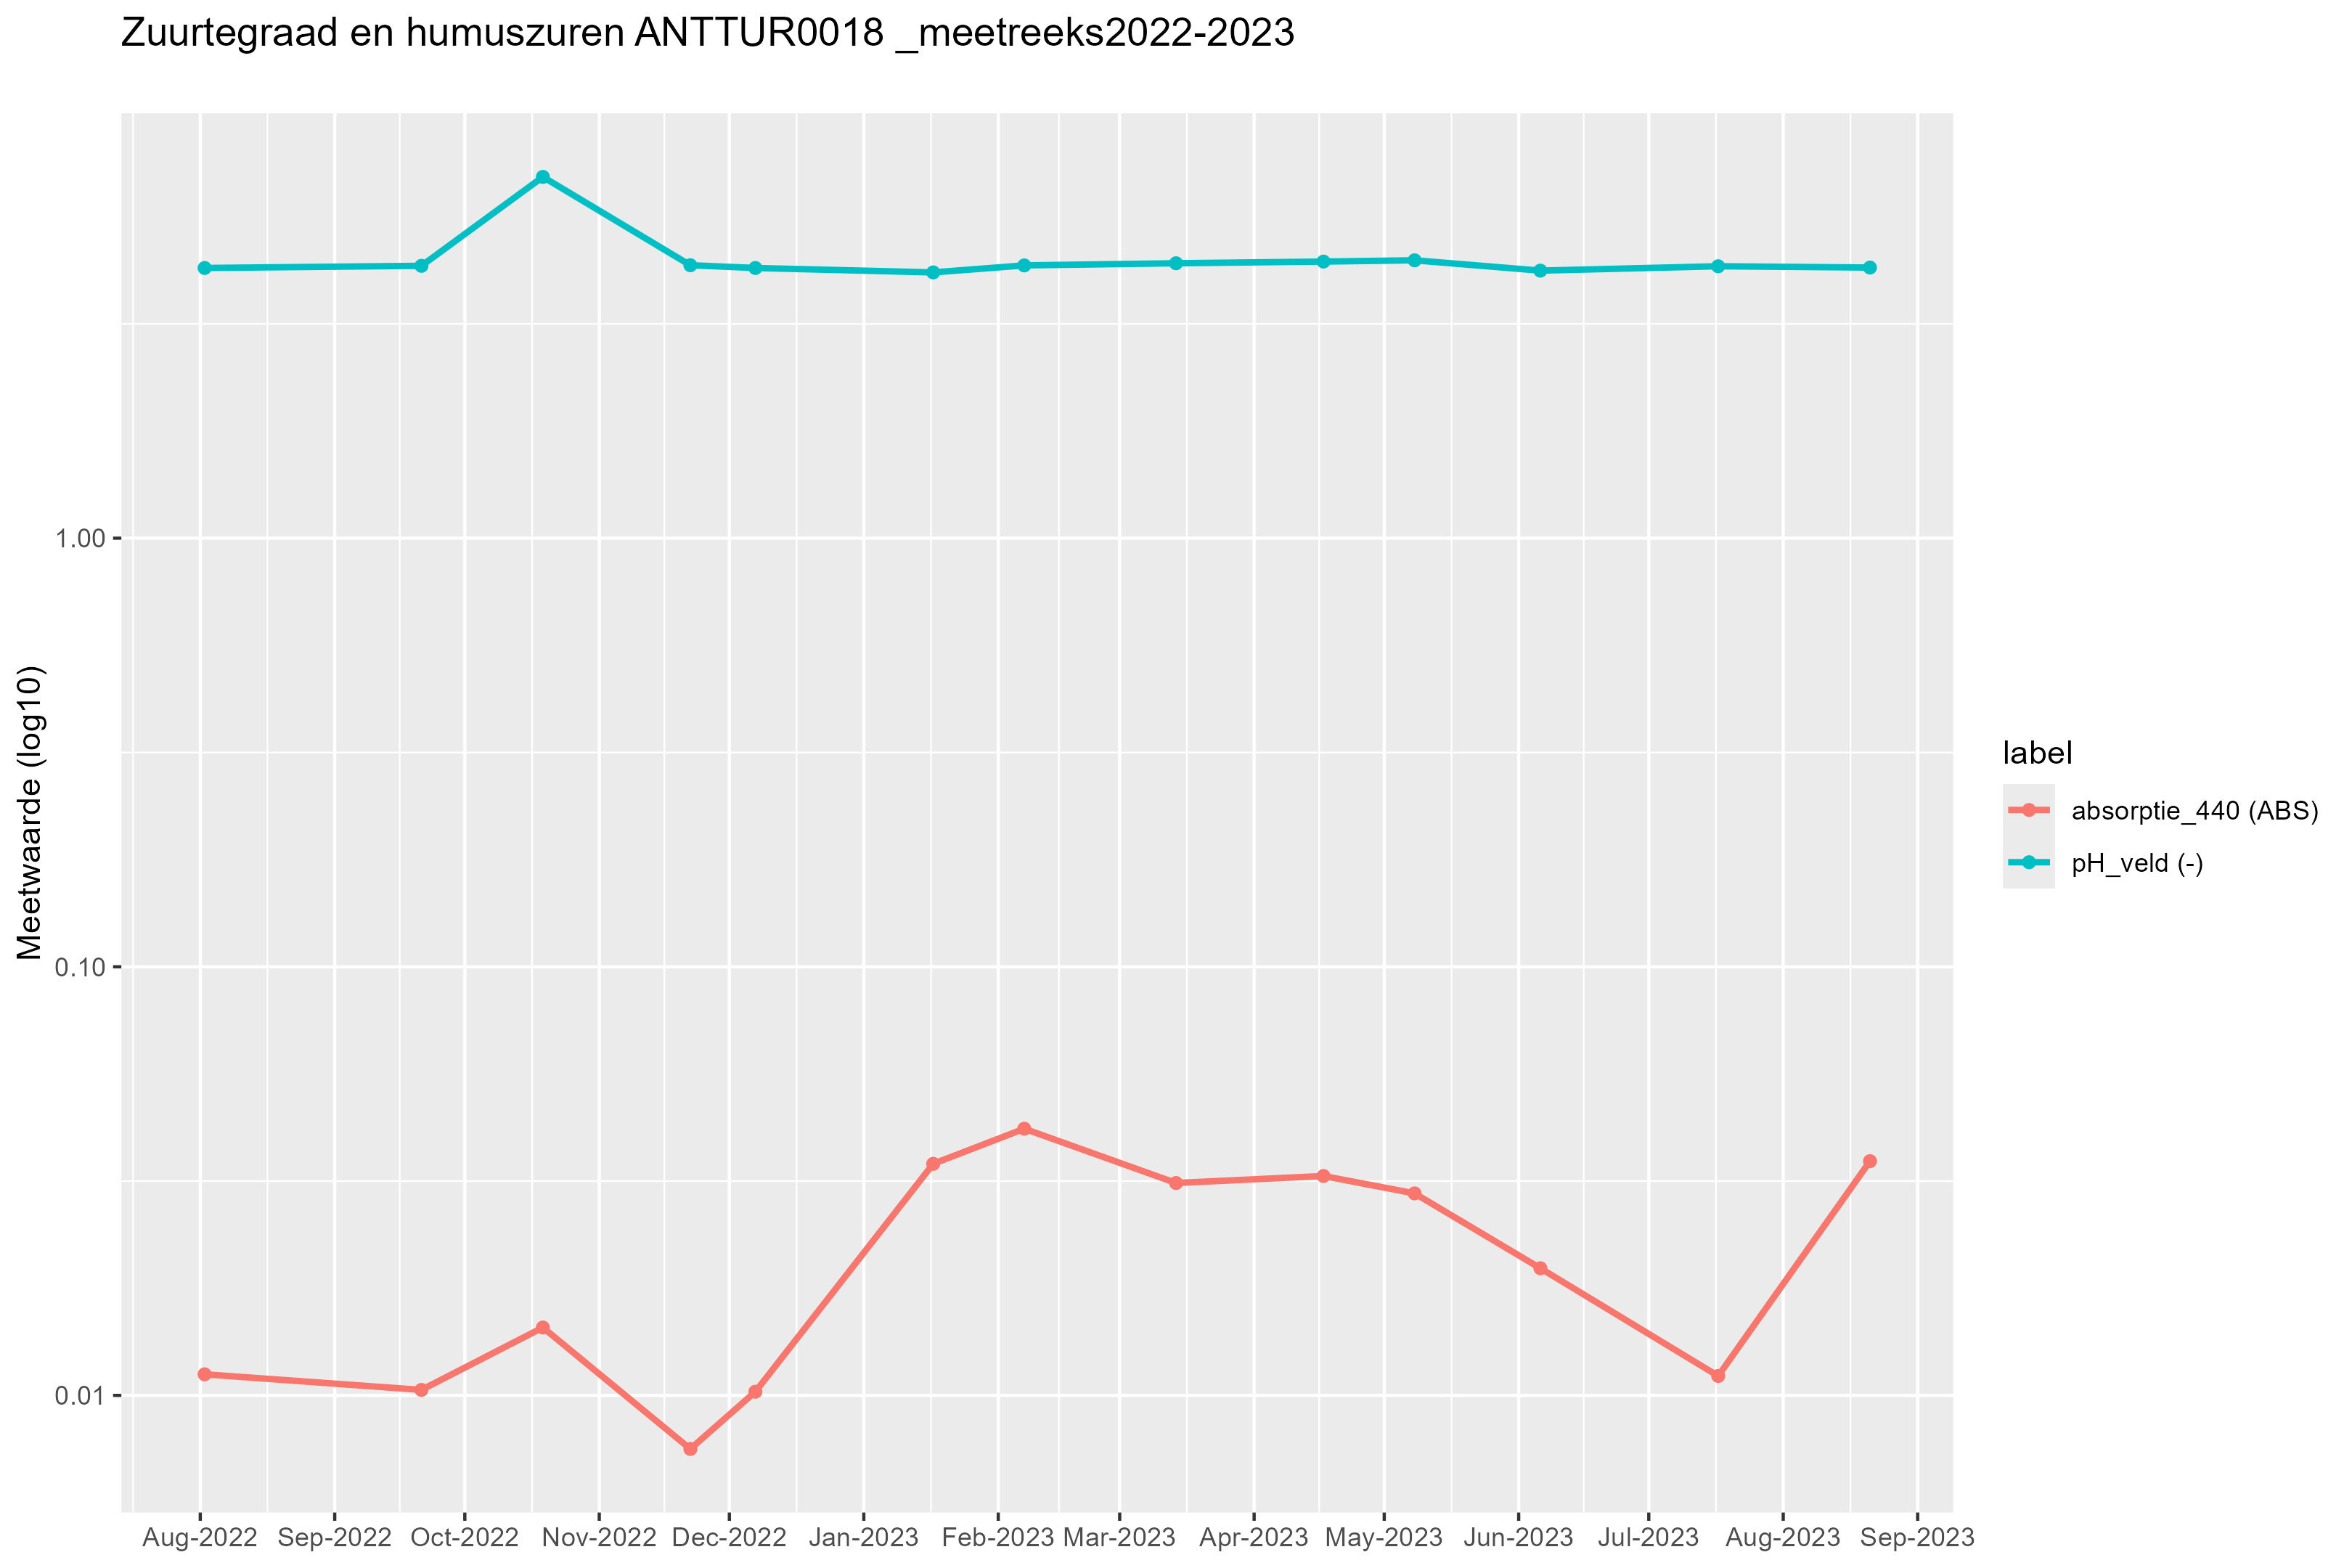 Zuurtegraad en humuszuren ANTTUR0018 _meetreeks2022-2023
Meetwaarde (log10)
1.00
0.10
0.01
Aug-2022 Sep-2022 Oct-2022 Nov-2022 Dec-2022 Jan-2023 Feb-2023 Mar-2023 Apr-2023 May-2023 Jun-2023 Jul-2023 Aug-2023 Sep-2023
label
absorptie_440 (ABS)
pH_veld (-)